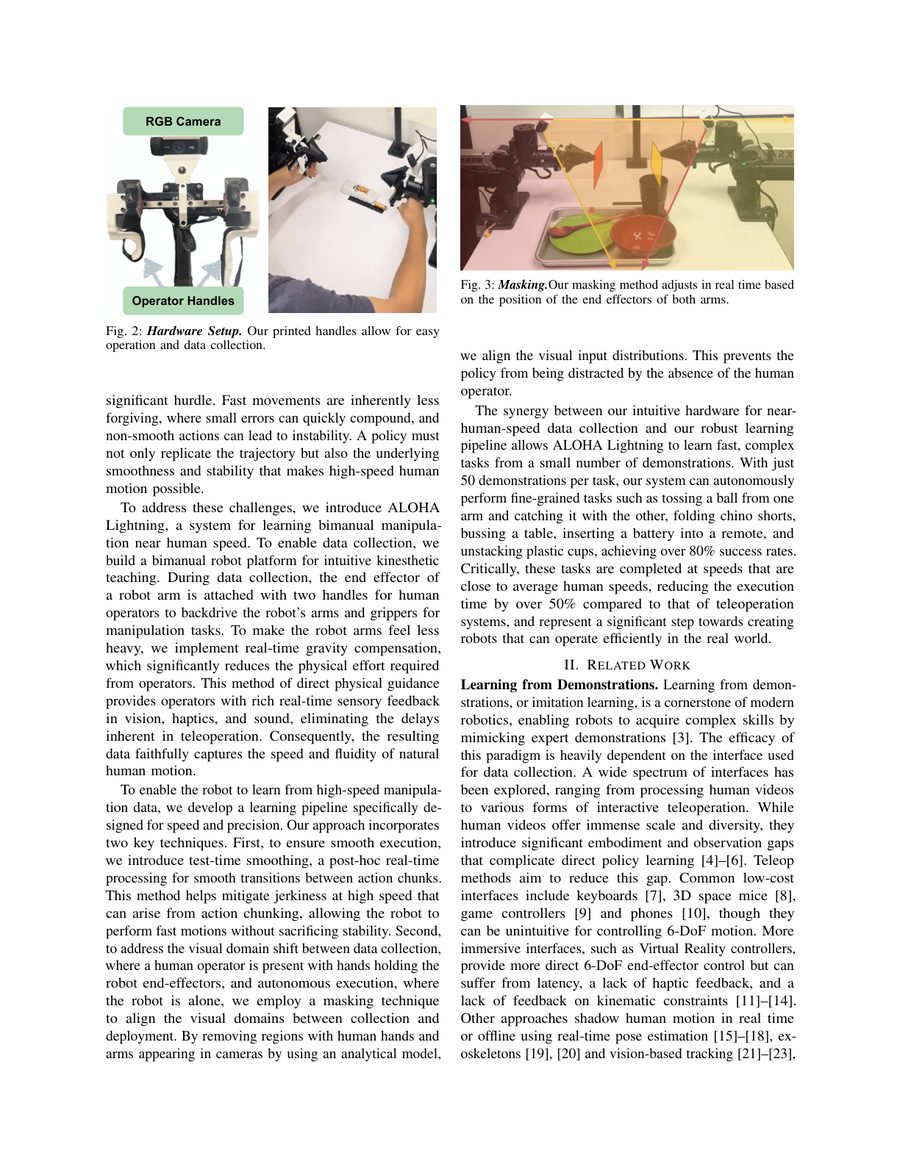 RGB Camera
Operator Handles
Fig. 2: Hardware Setup. Our printed handles allow for easy
operation and data collection.
significant hurdle. Fast movements are inherently less
forgiving, where small errors can quickly compound, and
non-smooth actions can lead to instability. A policy must
not only replicate the trajectory but also the underlying
smoothness and stability that makes high-speed human
motion possible.
To address these challenges, we introduce ALOHA
Lightning, a system for learning bimanual manipula-
tion near human speed. To enable data collection, we
build a bimanual robot platform for intuitive kinesthetic
teaching. During data collection, the end effector of
a robot arm is attached with two handles for human
operators to backdrive the robot's arms and grippers for
manipulation tasks. To make the robot arms feel less
heavy, we implement real-time gravity compensation,
which significantly reduces the physical effort required
from operators. This method of direct physical guidance
provides operators with rich real-time sensory feedback
in vision, haptics, and sound, eliminating the delays
inherent in teleoperation. Consequently, the resulting
data faithfully captures the speed and fluidity of natural
human motion.
To enable the robot to learn from high-speed manipula-
tion data, we develop a learning pipeline specifically de-
signed for speed and precision. Our approach incorporates
two key techniques. First, to ensure smooth execution,
we introduce test-time smoothing, a post-hoc real-time
processing for smooth transitions between action chunks.
This method helps mitigate jerkiness at high speed that
can arise from action chunking, allowing the robot to
perform fast motions without sacrificing stability. Second,
to address the visual domain shift between data collection,
where a human operator is present with hands holding the
robot end-effectors, and autonomous execution, where
the robot is alone, we employ a masking technique
to align the visual domains between collection and
deployment. By removing regions with human hands and
arms appearing in cameras by using an analytical model,
Fig. 3: Masking.Our masking method adjusts in real time based
on the position of the end effectors of both arms.
we align the visual input distributions. This prevents the
policy from being distracted by the absence of the human
operator.
The synergy between our intuitive hardware for near-
human-speed data collection and our robust learning
pipeline allows ALOHA Lightning to learn fast, complex
tasks from a small number of demonstrations. With just
50 demonstrations per task, our system can autonomously
perform fine-grained tasks such as tossing a ball from one
arm and catching it with the other, folding chino shorts,
bussing a table, inserting a battery into a remote, and
unstacking plastic cups, achieving over 80% success rates.
Critically, these tasks are completed at speeds that are
close to average human speeds, reducing the execution
time by over 50% compared to that of teleoperation
systems, and represent a significant step towards creating
robots that can operate efficiently in the real world.
II. RELATED WORK
Learning from Demonstrations. Learning from demon-
strations, or imitation learning, is a cornerstone of modern
robotics, enabling robots to acquire complex skills by
mimicking expert demonstrations [3]. The efficacy of
this paradigm is heavily dependent on the interface used
for data collection. A wide spectrum of interfaces has
been explored, ranging from processing human videos
to various forms of interactive teleoperation. While
human videos offer immense scale and diversity, they
introduce significant embodiment and observation gaps
that complicate direct policy learning [4]–[6]. Teleop
methods aim to reduce this gap. Common low-cost
interfaces include keyboards [7], 3D space mice [8],
game controllers [9] and phones [10], though they
can be unintuitive for controlling 6-DoF motion. More
immersive interfaces, such as Virtual Reality controllers,
provide more direct 6-DoF end-effector control but can
suffer from latency, a lack of haptic feedback, and a
lack of feedback on kinematic constraints [11]–[14].
Other approaches shadow human motion in real time
or offline using real-time pose estimation [15]–[18], ex-
oskeletons [19], [20] and vision-based tracking [21]–[23],